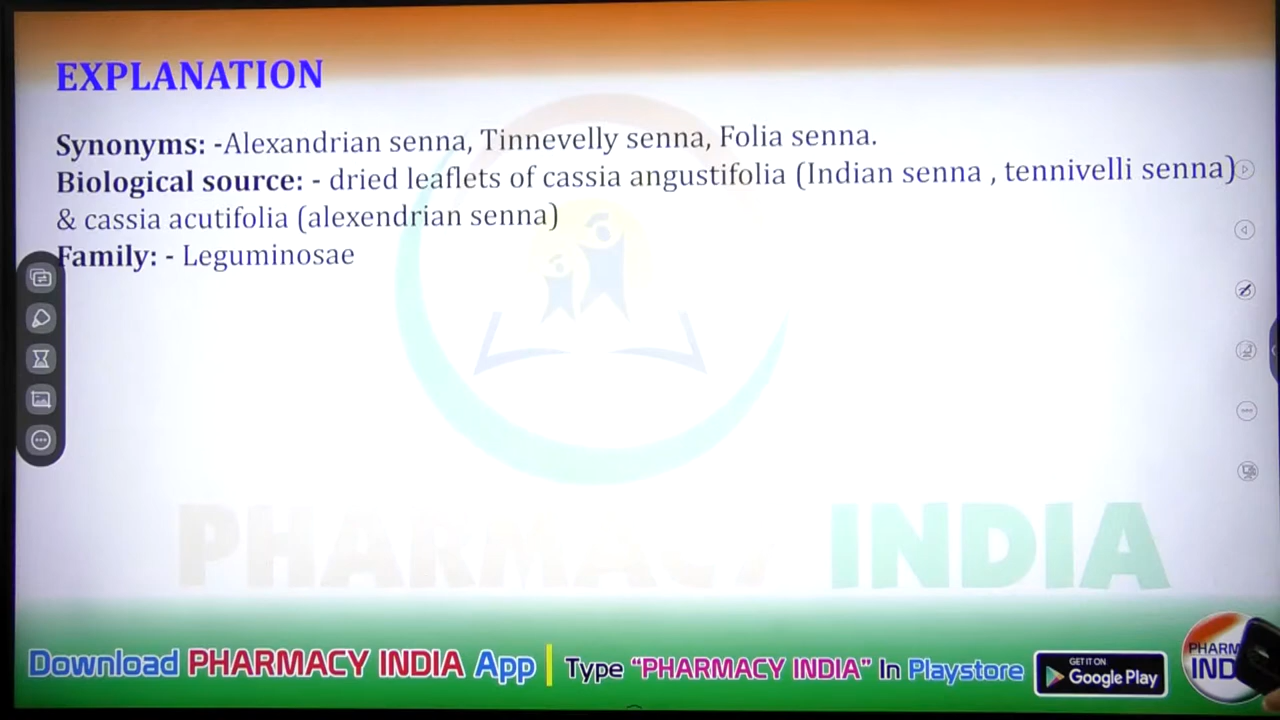 EXPLANATION
Synonyms: -Alexandrian senna, Tinnevelly senna, Folia senna.
Biological source: - dried leaflets of cassia angustifolia (Indian senna , tennivelli senna)
& cassia acutifolia (alexendrian senna)
Family: - Leguminosae
PHARMACY INDIA
Download PHARMACY INDIA App | Type “PHARMACY INDIA” In Playstore
GET IT ON
Google Play
PHARM
IND